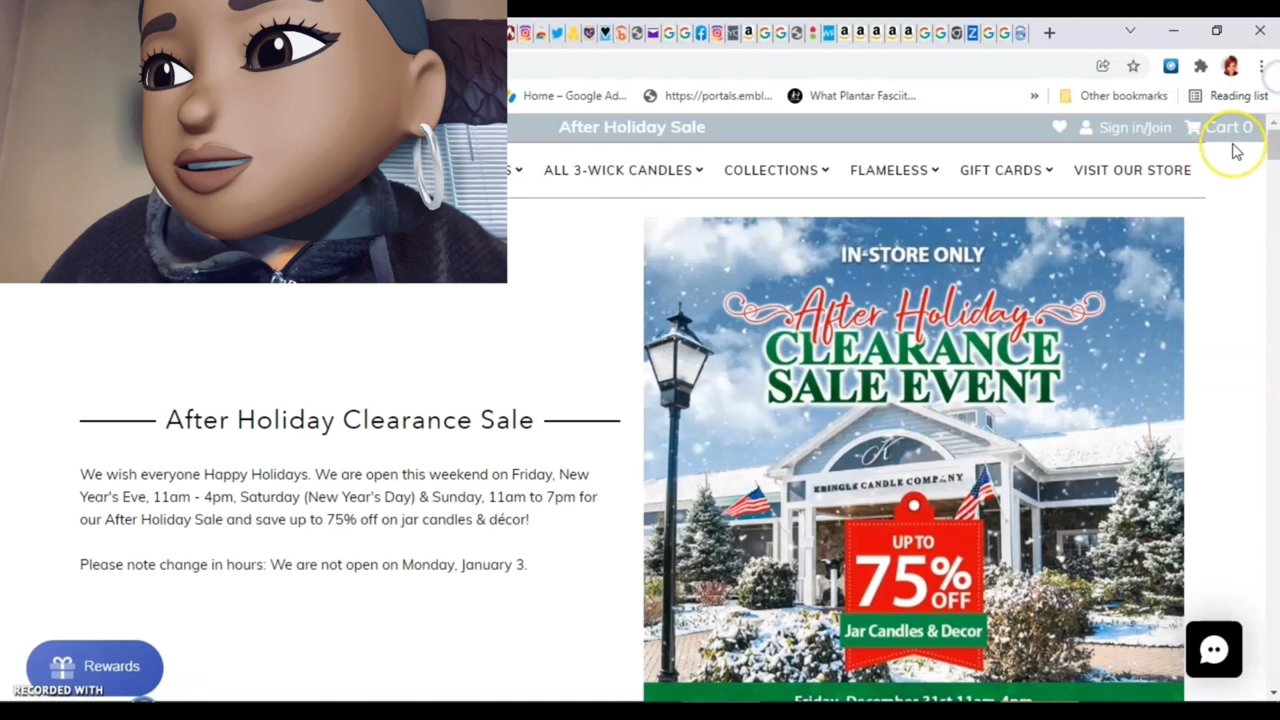 Home – Google Ad...
https://portals.embl...
What Plantar Fasciit...
»
Other bookmarks
Reading list
After Holiday Sale
Sign in/Join
Cart 0
ALL 3-WICK CANDLES
COLLECTIONS
FLAMELESS
GIFT CARDS
VISIT OUR STORE
IN-STORE ONLY
After Holiday
CLEARANCE
SALE EVENT
KRINGLE CANDLE COMPANY
UP TO
75%
OFF
Jar Candles & Decor
Friday, December 31st 11am-4pm
After Holiday Clearance Sale
We wish everyone Happy Holidays. We are open this weekend on Friday, New
Year's Eve, 11am - 4pm, Saturday (New Year's Day) & Sunday, 11am to 7pm for
our After Holiday Sale and save up to 75% off on jar candles & décor!
Please note change in hours: We are not open on Monday, January 3.
Rewards
RECORDED WITH